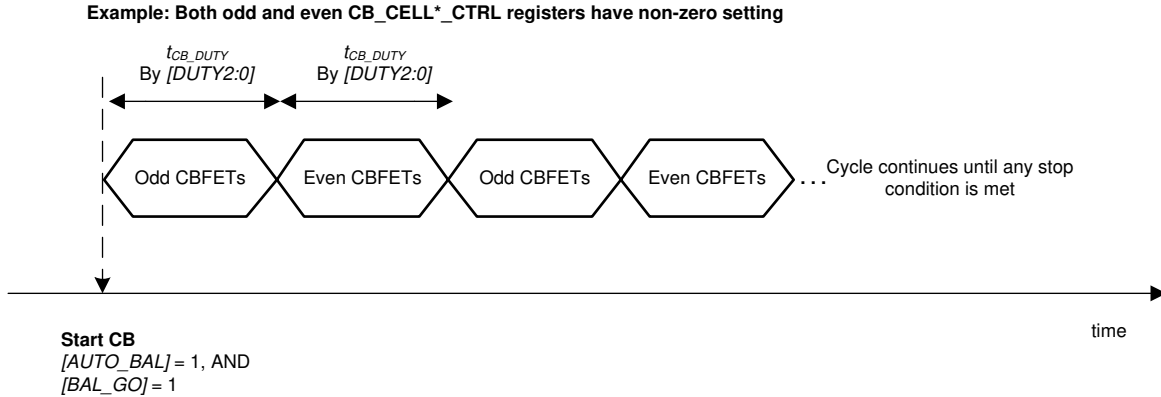 Example: Both odd and even CB_CELL*_CTRL registers have non-zero setting
tCB_DUTY
By [DUTY2:0]
tCB_DUTY
By [DUTY2:0]
Odd CBFETs
Even CBFETs
Odd CBFETs
Even CBFETs
...
Cycle continues until any stop
condition is met
time
Start CB
[AUTO_BAL] = 1, AND
[BAL_GO] = 1